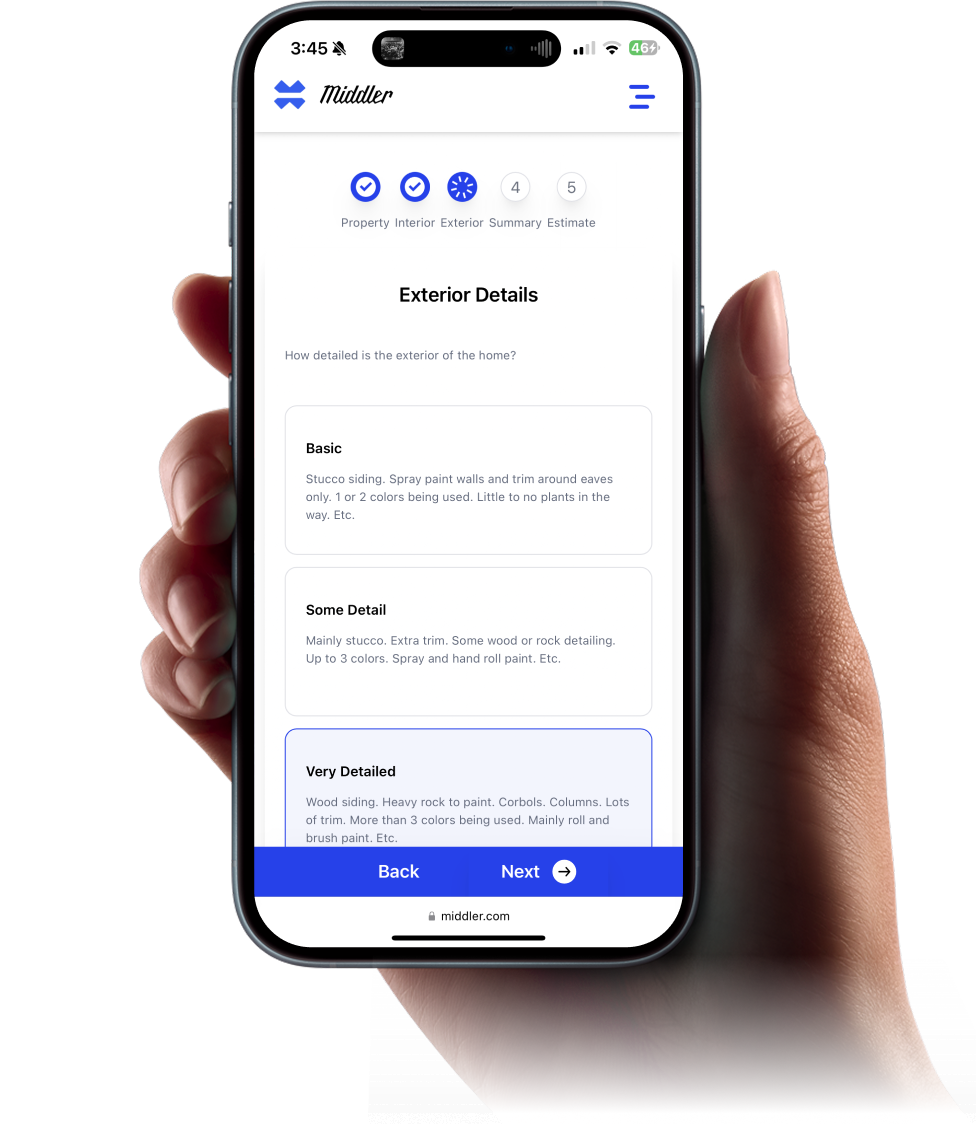 3:45
46
Middler
4
5
Property Interior Exterior Summary Estimate
Exterior Details
How detailed is the exterior of the home?
Basic
Stucco siding. Spray paint walls and trim around eaves
only. 1 or 2 colors being used. Little to no plants in the
way. Etc.
Some Detail
Mainly stucco. Extra trim. Some wood or rock detailing.
Up to 3 colors. Spray and hand roll paint. Etc.
Very Detailed
Wood siding. Heavy rock to paint. Corbols. Columns. Lots
of trim. More than 3 colors being used. Mainly roll and
brush paint. Etc.
Back
Next
middler.com